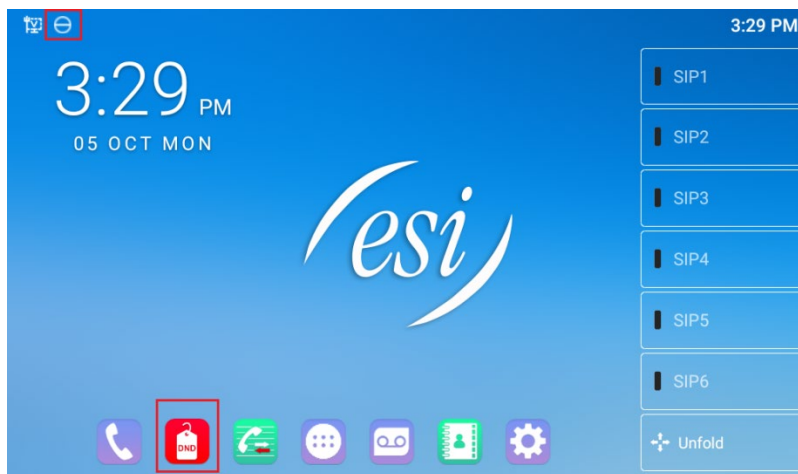 3:29 PM
3:29 PM
05 OCT MON
SIP1
SIP2
SIP3
SIP4
SIP5
SIP6
Unfold
esi
DND